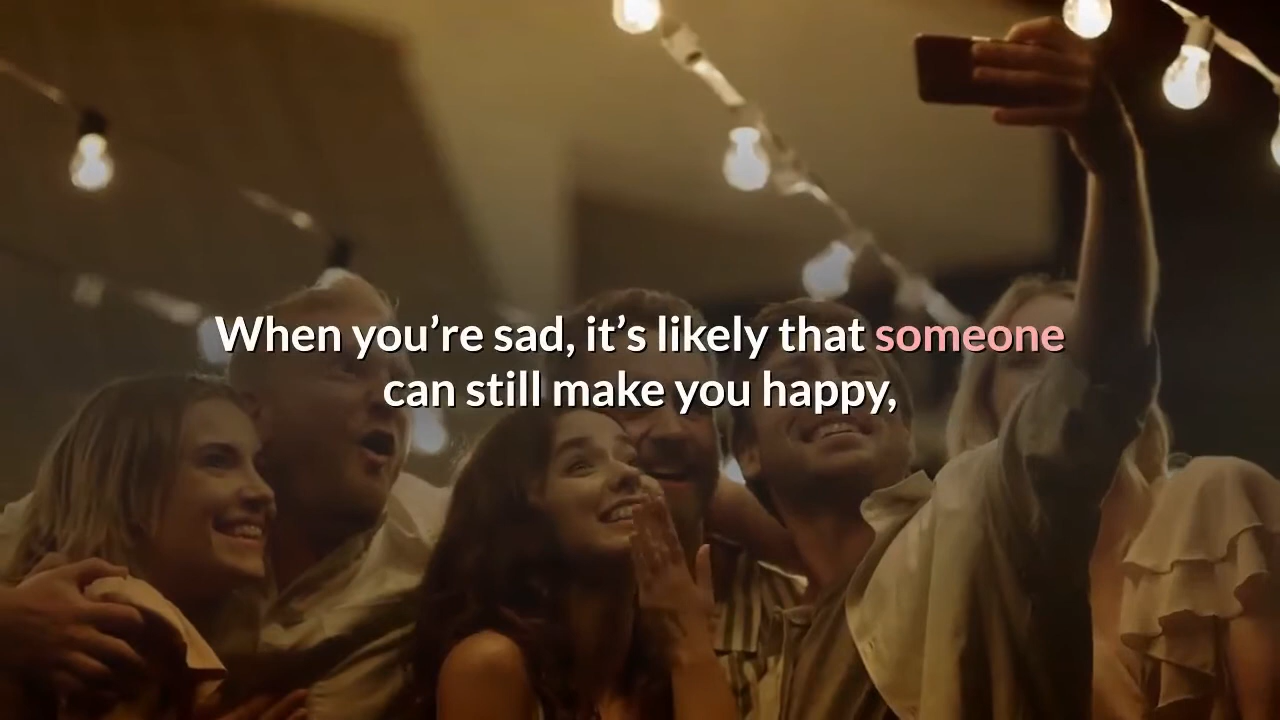 When you’re sad, it’s likely that someone
can still make you happy,